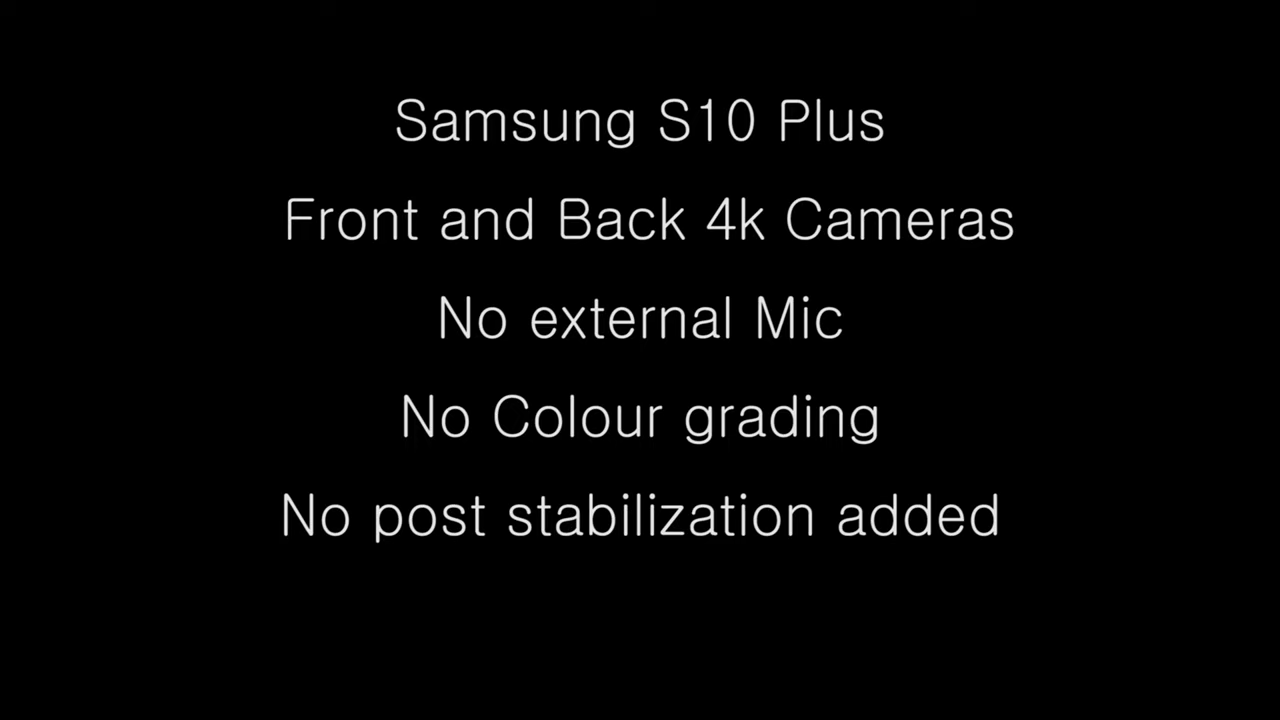 Samsung S10 Plus
Front and Back 4k Cameras
No external Mic
No Colour grading
No post stabilization added